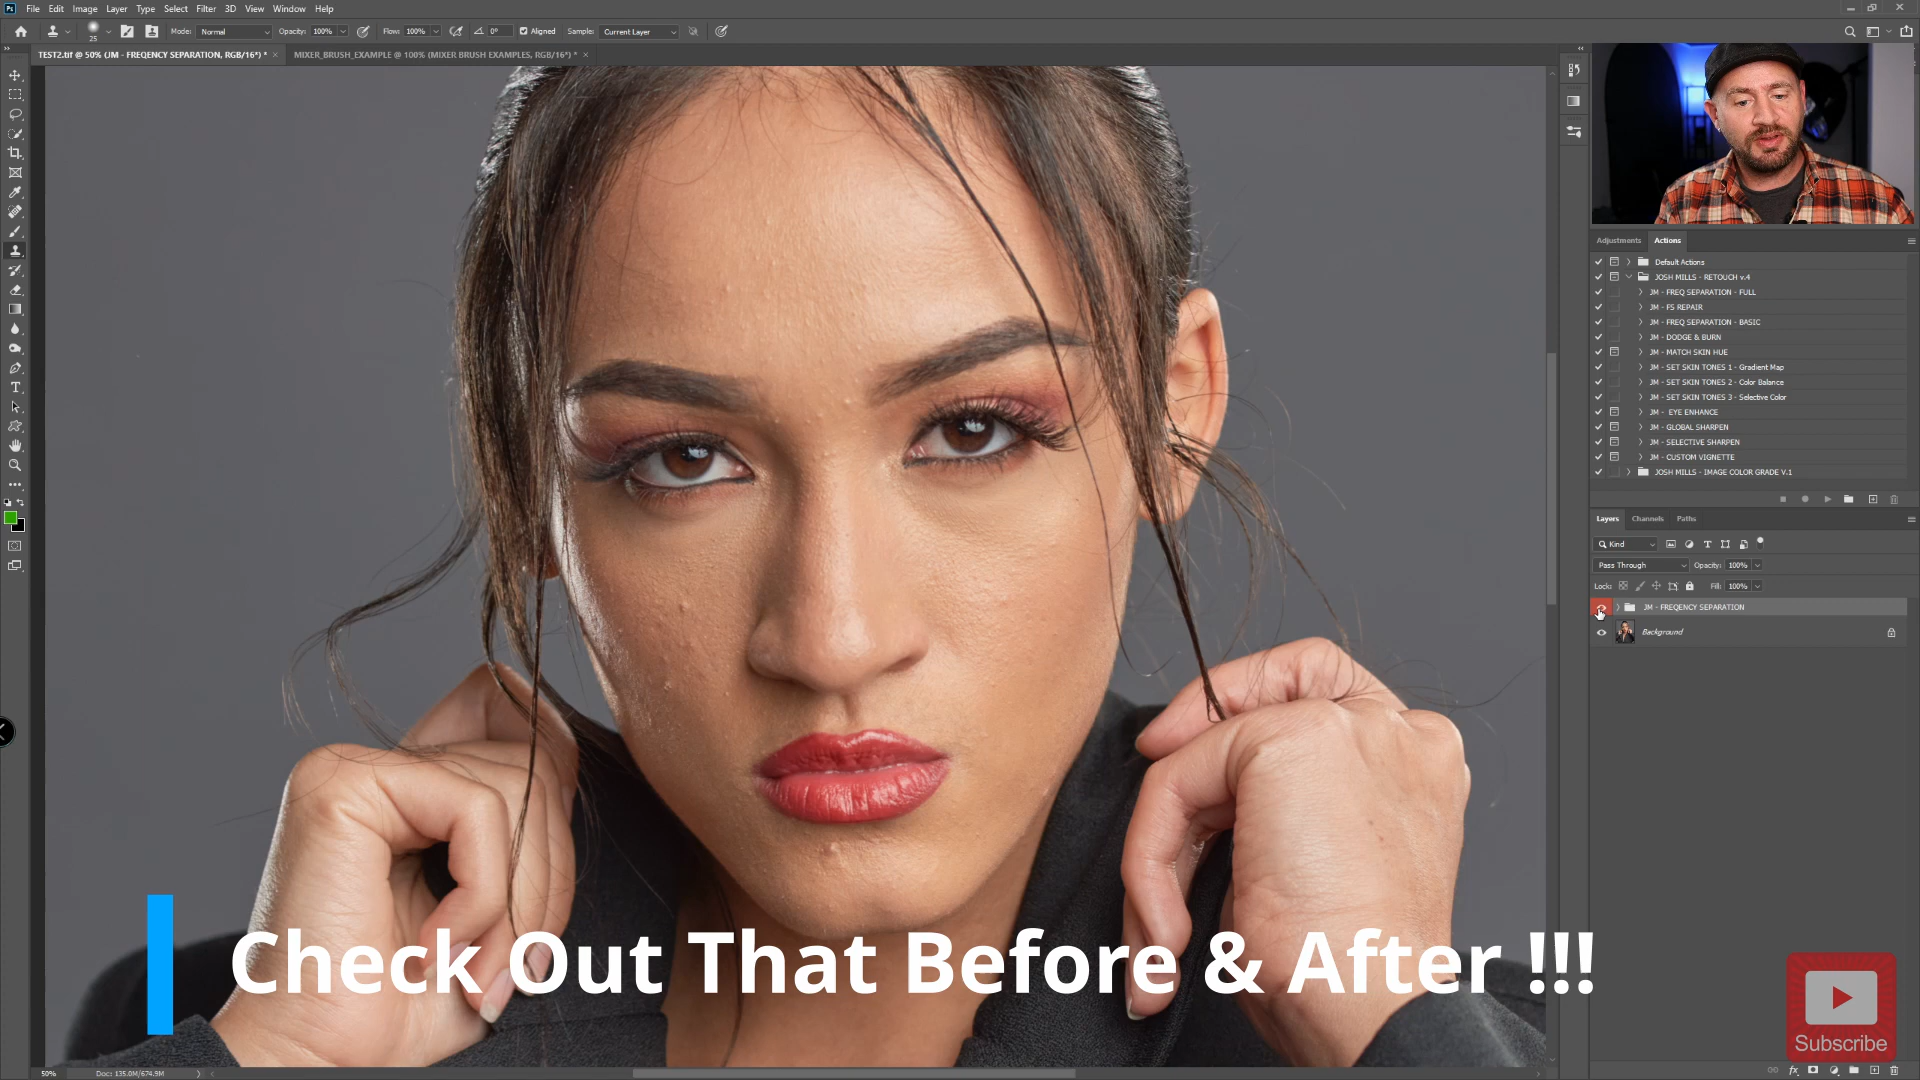 Ps File Edit Image Layer Type Select Filter 3D View Window Help
25 Mode: Normal Opacity: 100% Flow: 100% 0° Aligned Sample: Current Layer
TEST2.tif @ 50% (JM - FREQENCY SEPARATION, RGB/16*) * × MIXER_BRUSH_EXAMPLE @ 100% (MIXER BRUSH EXAMPLES, RGB/16*) * ×
Adjustments Actions
Default Actions
JOSH MILLS - RETOUCH v.4
JM - FREQ SEPARATION - FULL
JM - FS REPAIR
JM - FREQ SEPARATION - BASIC
JM - DODGE & BURN
JM - MATCH SKIN HUE
JM - SET SKIN TONES 1 - Gradient Map
JM - SET SKIN TONES 2 - Color Balance
JM - SET SKIN TONES 3 - Selective Color
JM - EYE ENHANCE
JM - GLOBAL SHARPEN
JM - SELECTIVE SHARPEN
JM - CUSTOM VIGNETTE
JOSH MILLS - IMAGE COLOR GRADE V.1
Layers Channels Paths
Kind
Pass Through Opacity: 100%
Lock: Fill: 100%
JM - FREQENCY SEPARATION
Background
Check Out That Before & After !!!
Subscribe
50% Doc: 135.0M/674.9M